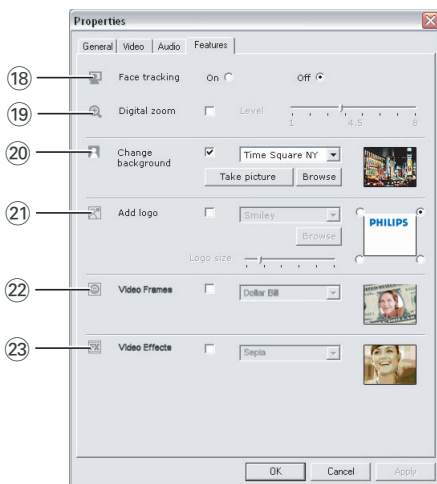 Properties
General Video Audio Features
18 Face tracking On Off
19 Digital zoom Level
1 4.5 8
20 Change background Time Square NY
Take picture Browse
21 Add logo Smiley
PHILIPS
Browse
Logo size
22 Video Frames Dollar Bill
23 Video Effects Sepia
OK Cancel Apply